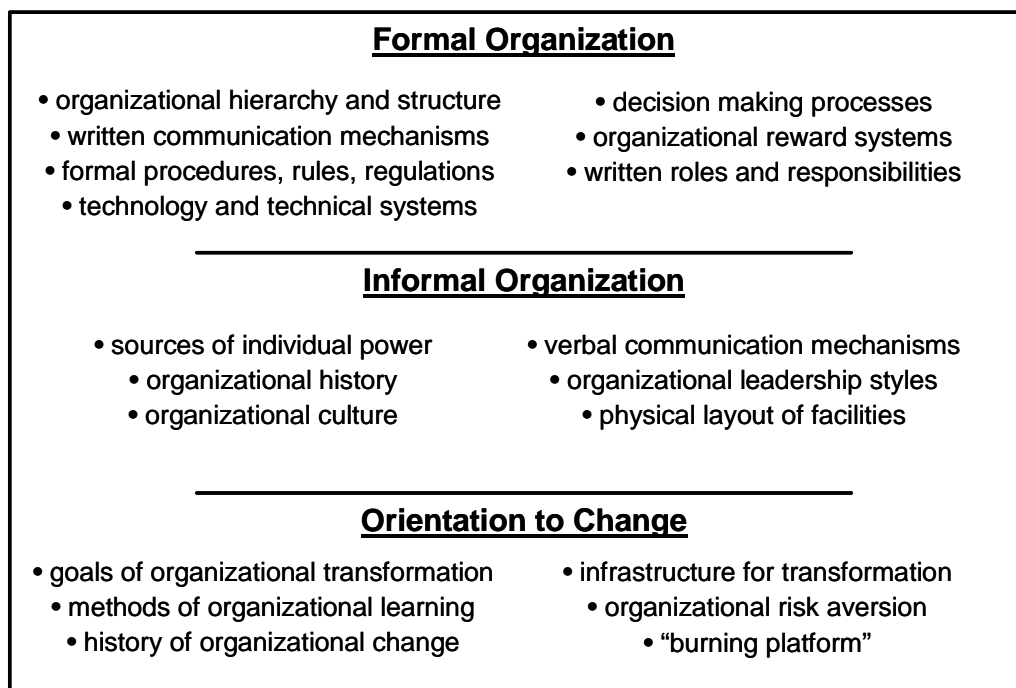 Formal Organization
• organizational hierarchy and structure
• written communication mechanisms
• formal procedures, rules, regulations
• technology and technical systems
• decision making processes
• organizational reward systems
• written roles and responsibilities
Informal Organization
• sources of individual power
• organizational history
• organizational culture
• verbal communication mechanisms
• organizational leadership styles
• physical layout of facilities
Orientation to Change
• goals of organizational transformation
• methods of organizational learning
• history of organizational change
• infrastructure for transformation
• organizational risk aversion
• “burning platform”